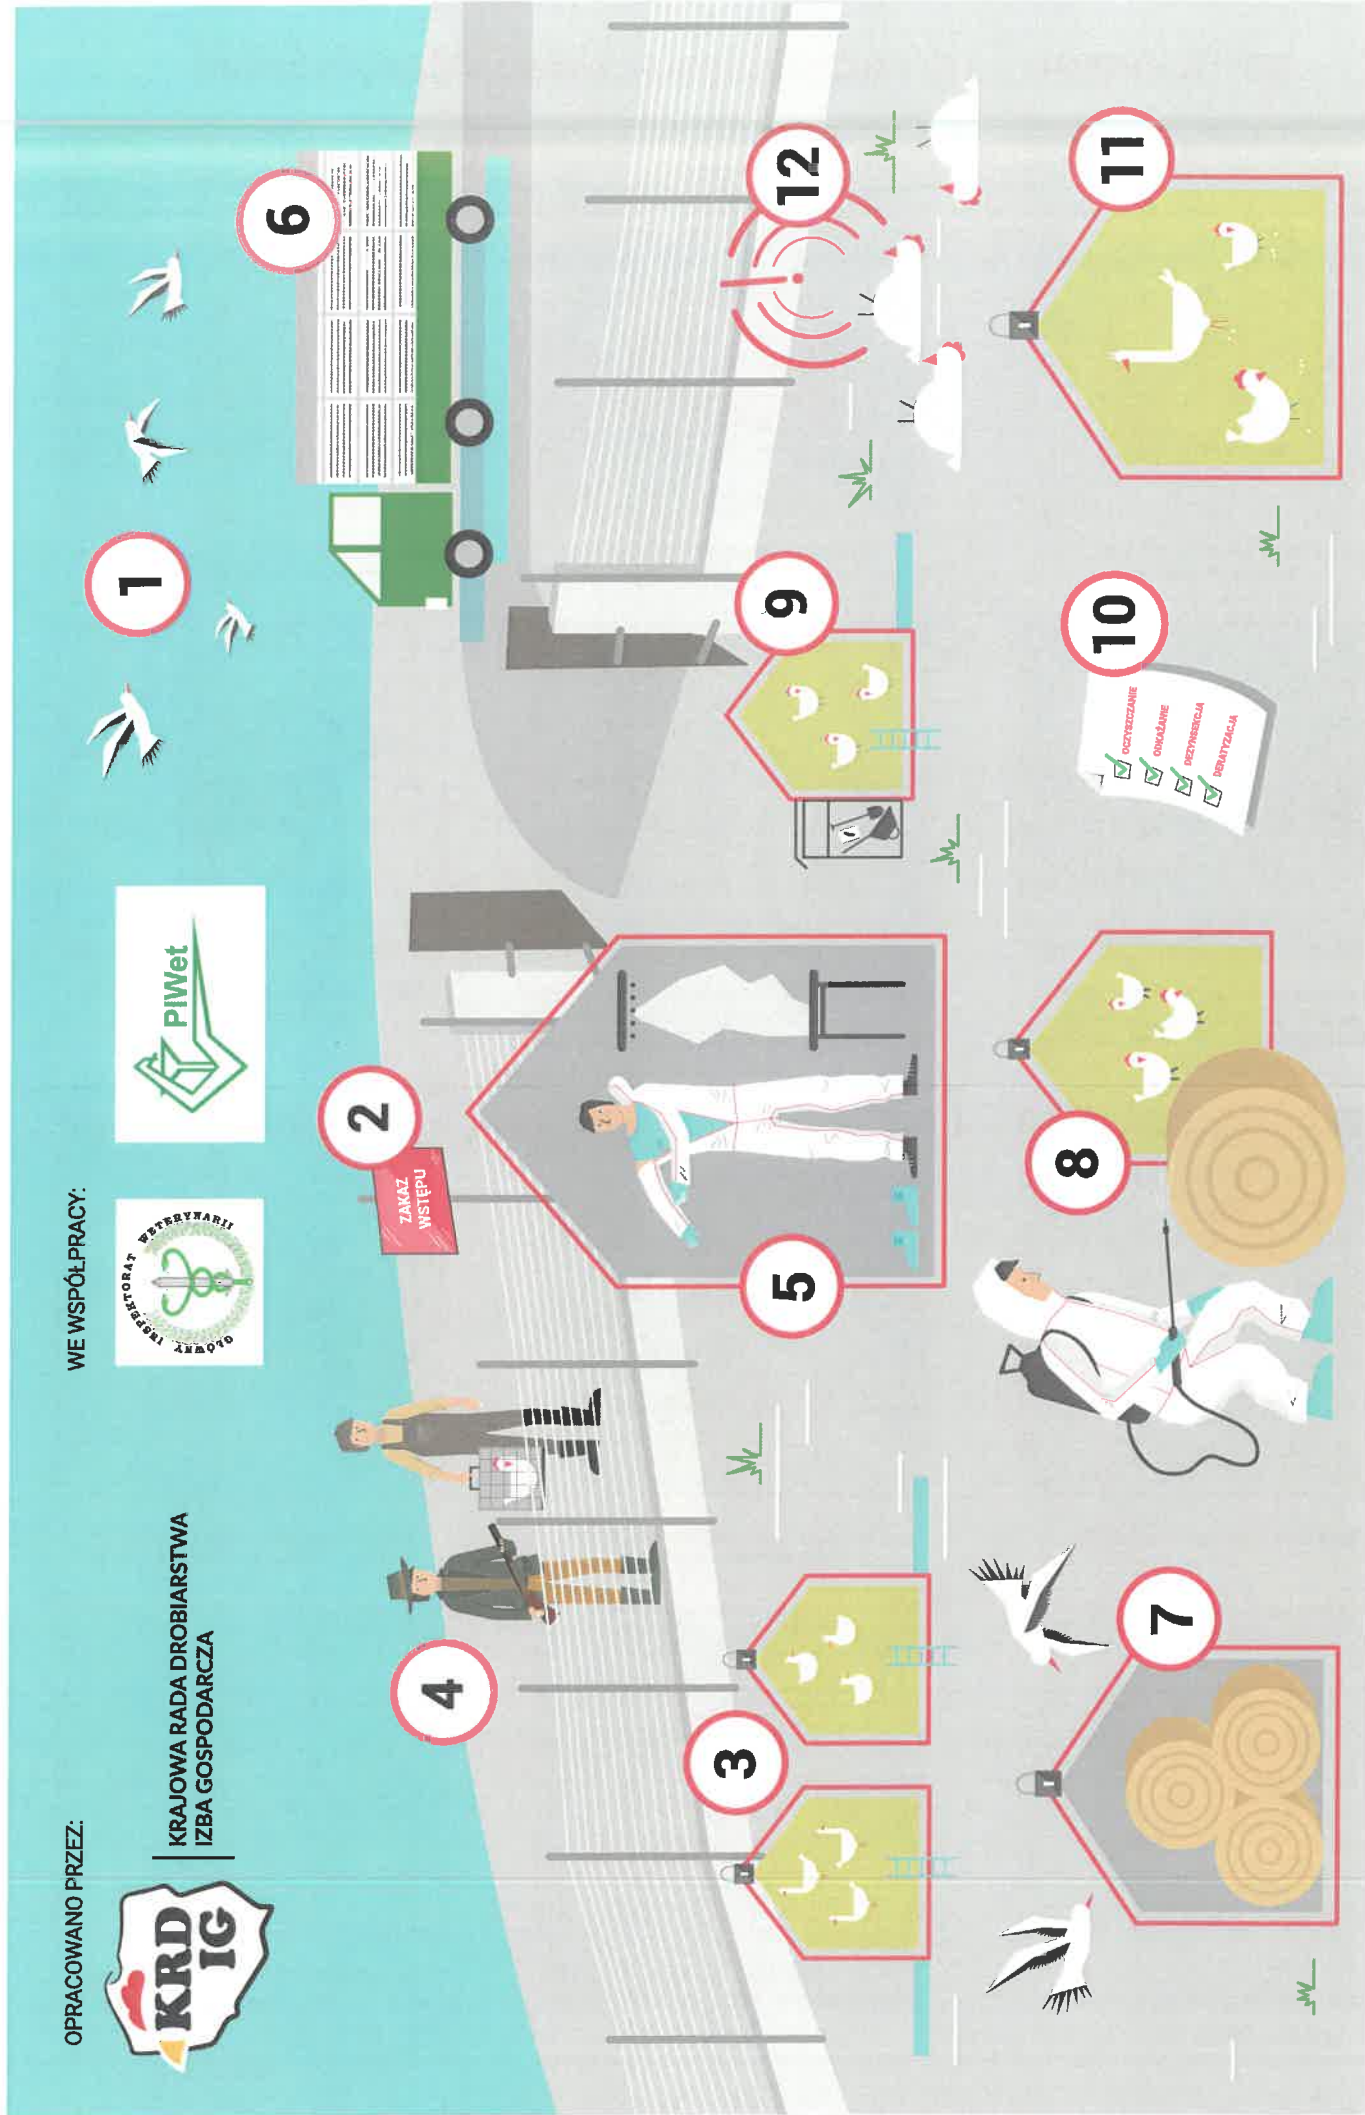 OPRACOWANO PRZEZ:
KRD
IG
KRAJOWA RADA DROBIARSTWA
IZBA GOSPODARCZA
WE WSPÓŁPRACY:
GŁÓWNY INSPEKTORAT WETERYNARII
PIWet
1
2
ZAKAZ
WSTĘPU
3
4
5
6
7
8
9
10
OCZYSZCZANIE
ODKAŻANIE
DEZYNSEKCJA
DERATYZACJA
11
12